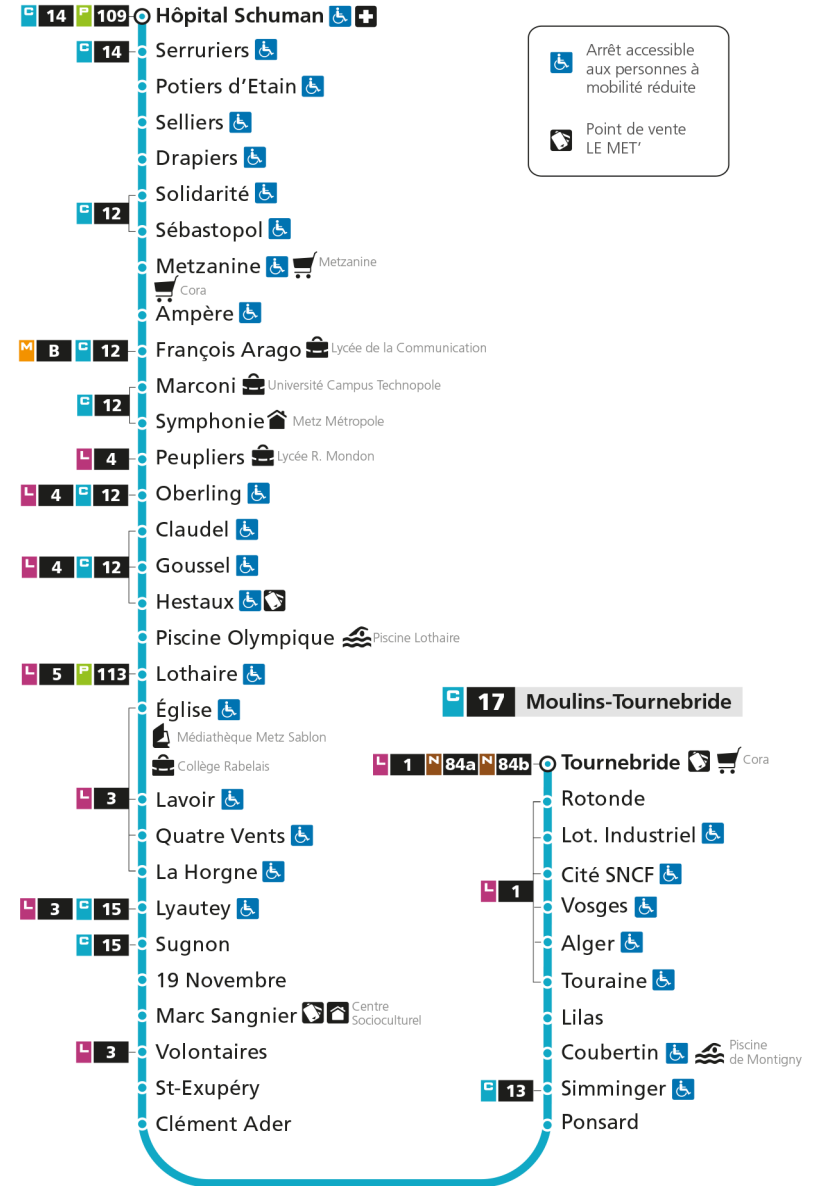 C 14 P 109 Hôpital Schuman
C 14 Serruriers
Potiers d'Etain
Selliers
Drapiers
Solidarité
C 12
Sébastopol
Metzanine Metzanine
Cora
Ampère
M B C 12 François Arago Lycée de la Communication
Marconi Université Campus Technopole
C 12
Symphonie Metz Métropole
L 4 Peupliers Lycée R. Mondon
L 4 C 12 Oberling
Claudel
L 4 C 12 Goussel
Hestaux
Piscine Olympique Piscine Lothaire
L 5 P 113 Lothaire
Église
Médiathèque Metz Sablon
Collège Rabelais
L 3 Lavoir
Quatre Vents
La Horgne
L 3 C 15 Lyautey
C 15 Sugnon
19 Novembre
Marc Sangnier Centre
Socioculturel
L 3 Volontaires
St-Exupéry
Clément Ader
Arrêt accessible
aux personnes à
mobilité réduite
Point de vente
LE MET'
C 17 Moulins-Tournebride
L 1 N 84a N 84b Tournebride Cora
Rotonde
Lot. Industriel
Cité SNCF
L 1
Vosges
Alger
Touraine
Lilas
Coubertin Piscine
de Montigny
C 13 Simminger
Ponsard